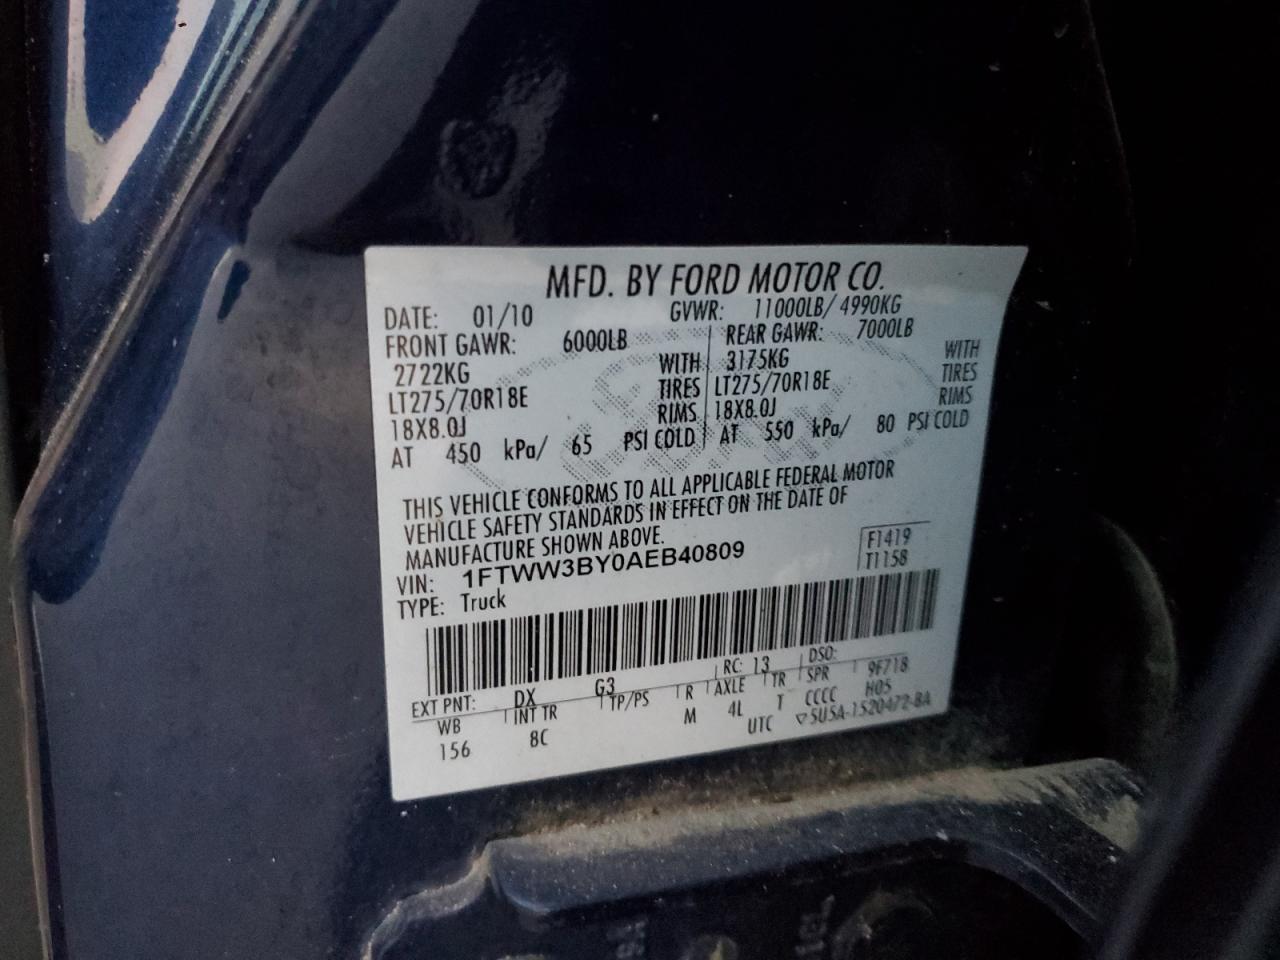 MFD. BY FORD MOTOR CO.
DATE: 01/10 GVWR: 11000LB/ 4990KG
FRONT GAWR: 6000LB REAR GAWR: 7000LB
2722KG WITH 3175KG WITH
LT275/70R18E TIRES LT275/70R18E TIRES
18X8.0J RIMS 18X8.0J RIMS
AT 450 kPa/ 65 PSI COLD AT 550 kPa/ 80 PSI COLD
THIS VEHICLE CONFORMS TO ALL APPLICABLE FEDERAL MOTOR
VEHICLE SAFETY STANDARDS IN EFFECT ON THE DATE OF
MANUFACTURE SHOWN ABOVE.
F1419
VIN: 1FTWW3BY0AEB40809
T1158
TYPE: Truck
EXT PNT: DX G3 RC: 13 DSO: 9F718
WB INT TR TP/PS R AXLE TR SPR H05
156 8C M 4L T CCCC
UTC ▽5U5A-1520472-BA